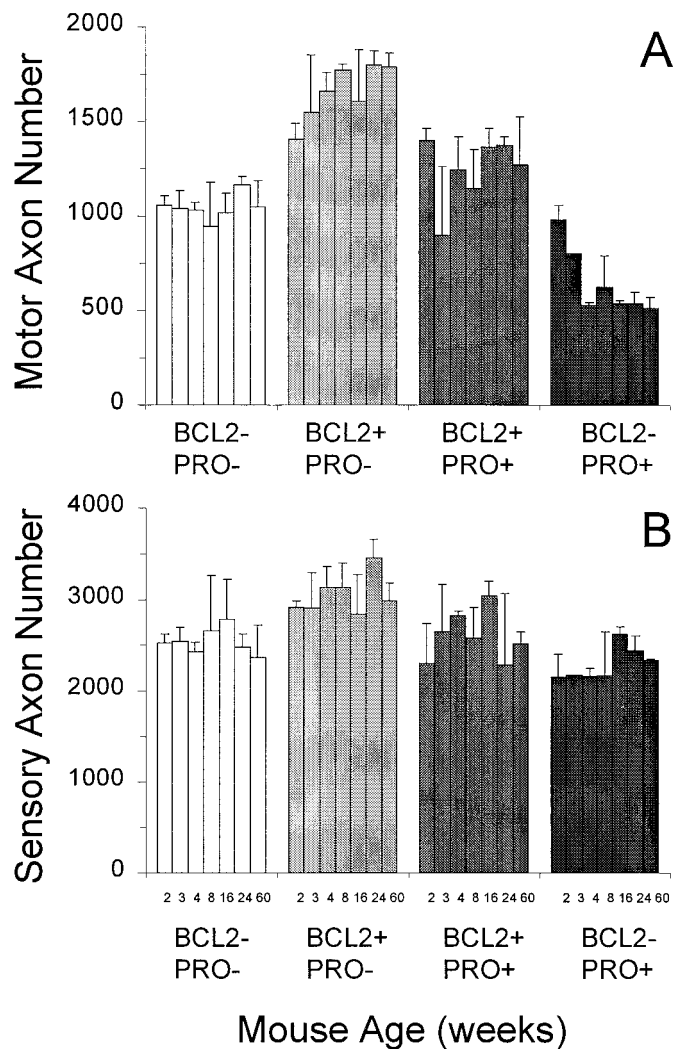 A
2000
1500
1000
500
0
Motor Axon Number
BCL2- BCL2+ BCL2+ BCL2-
PRO- PRO- PRO+ PRO+
B
4000
3000
2000
1000
0
Sensory Axon Number
2 3 4 8 16 24 60 2 3 4 8 16 24 60 2 3 4 8 16 24 60 2 3 4 8 16 24 60
BCL2- BCL2+ BCL2+ BCL2-
PRO- PRO- PRO+ PRO+
Mouse Age (weeks)